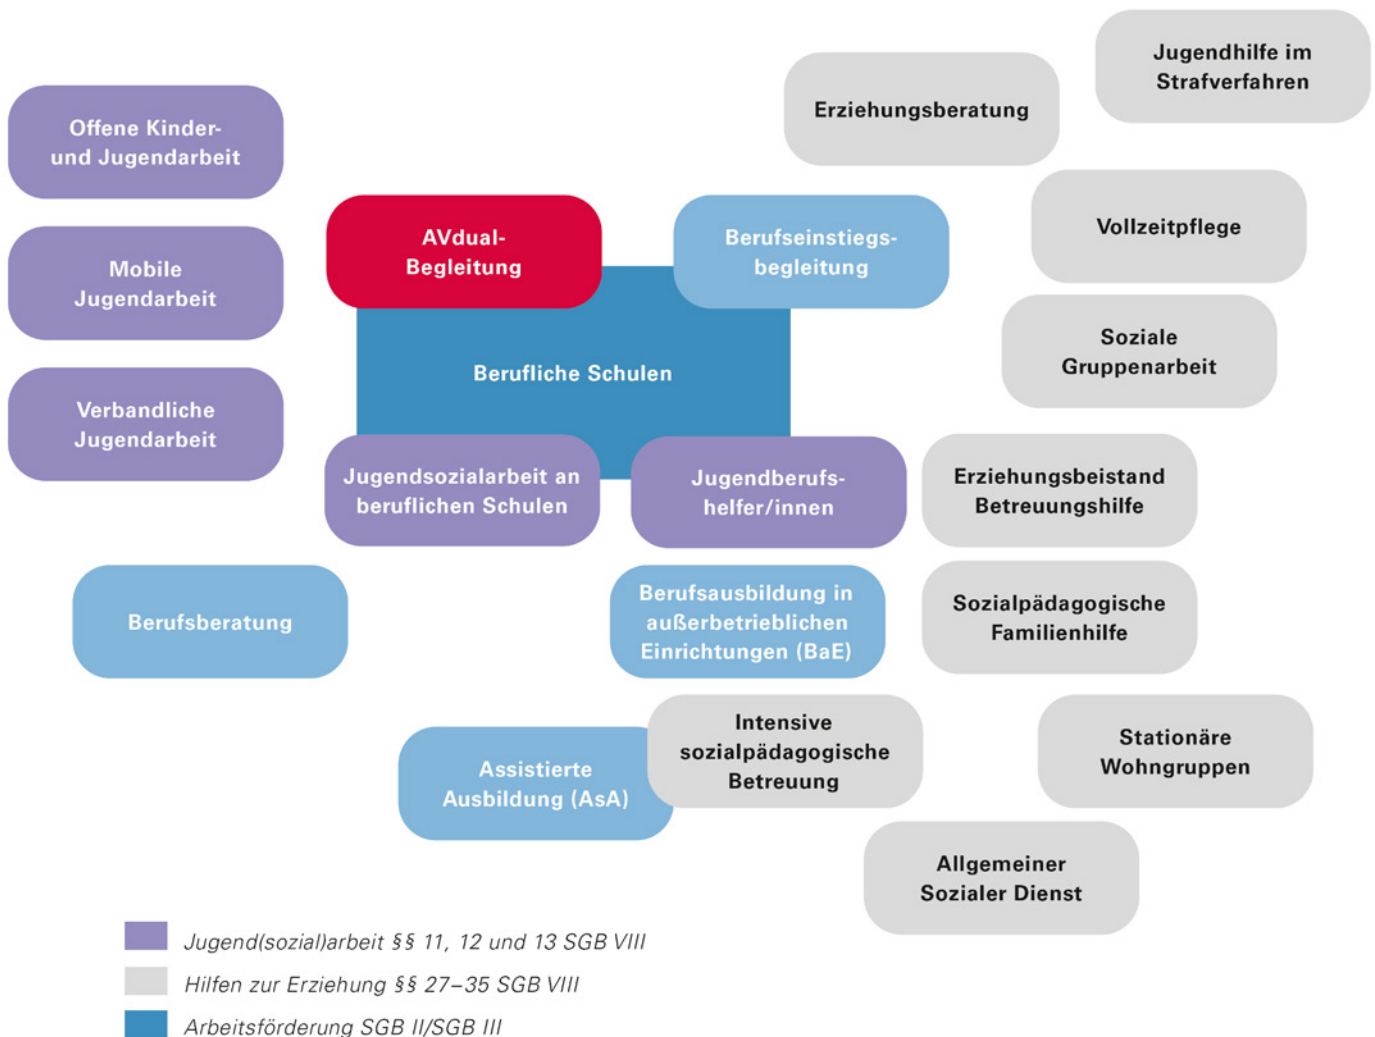 Jugendhilfe im
Strafverfahren
Erziehungsberatung
Offene Kinder-
und Jugendarbeit
AVdual-
Begleitung
Berufseinstiegs-
begleitung
Vollzeitpflege
Mobile
Jugendarbeit
Soziale
Gruppenarbeit
Berufliche Schulen
Verbandliche
Jugendarbeit
Jugendsozialarbeit an
beruflichen Schulen
Jugendberufs-
helfer/innen
Erziehungsbeistand
Betreuungshilfe
Berufsberatung
Berufsausbildung in
außerbetrieblichen
Einrichtungen (BaE)
Sozialpädagogische
Familienhilfe
Assistierte
Ausbildung (AsA)
Intensive
sozialpädagogische
Betreuung
Stationäre
Wohngruppen
Allgemeiner
Sozialer Dienst
Jugend(sozial)arbeit §§ 11, 12 und 13 SGB VIII
Hilfen zur Erziehung §§ 27–35 SGB VIII
Arbeitsförderung SGB II/SGB III